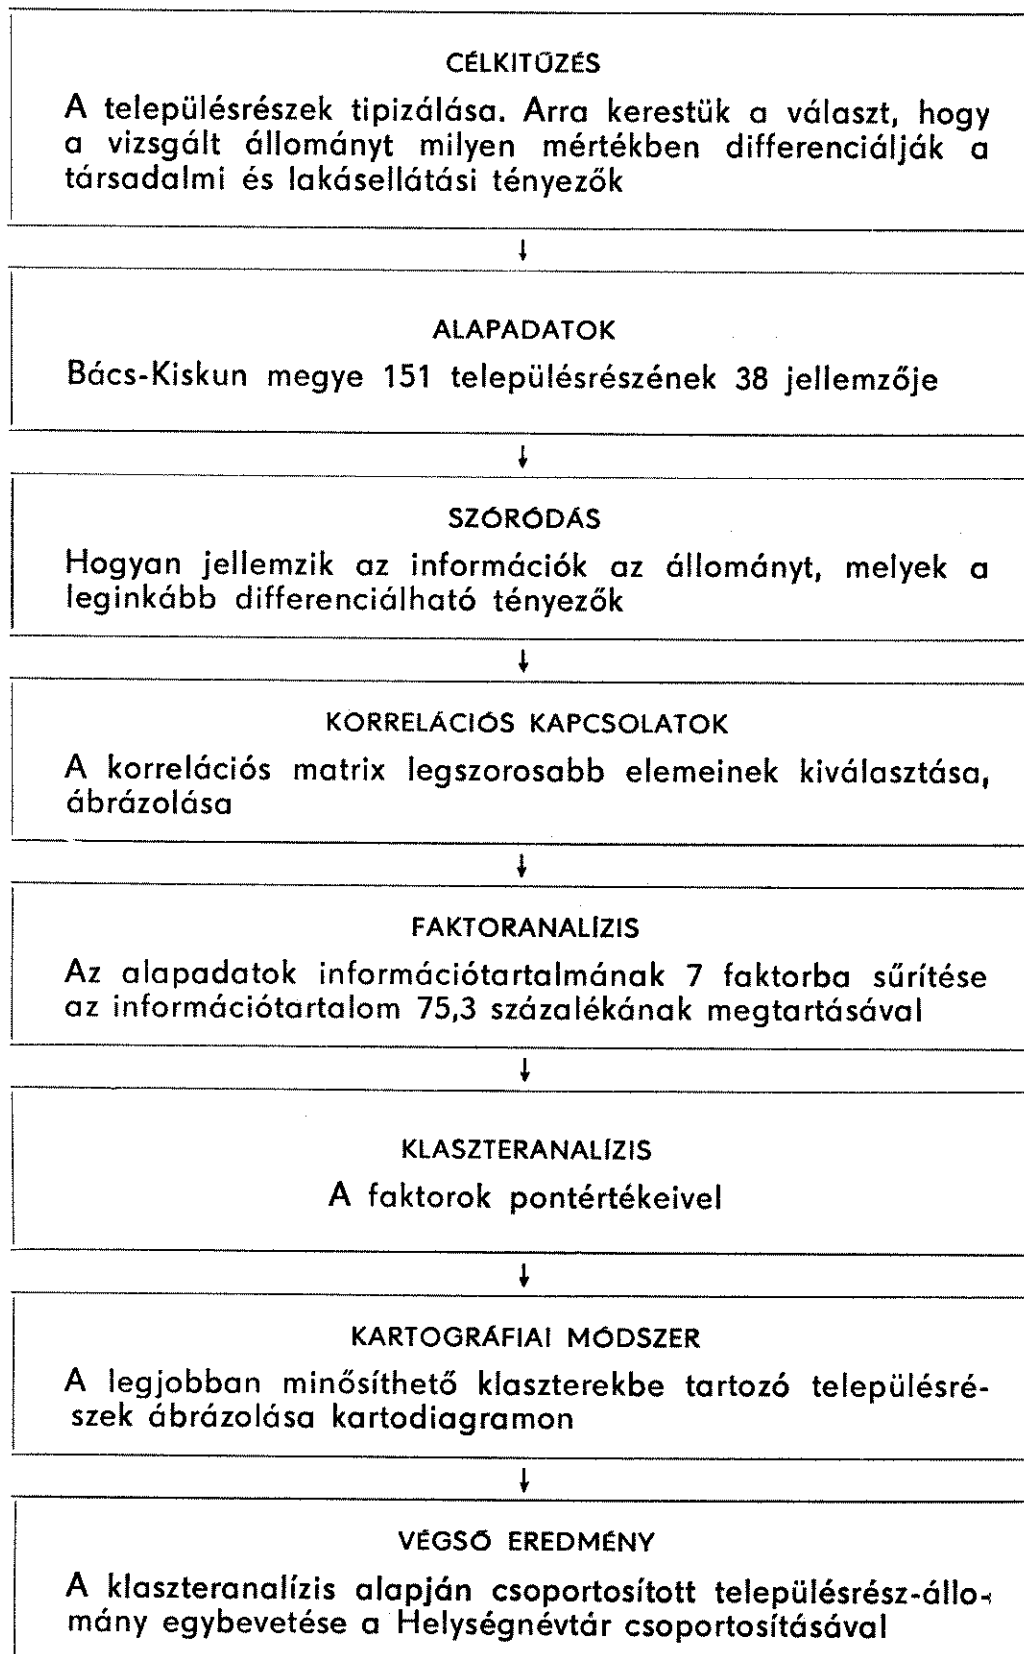 CÉLKITŰZÉS
A településrészek tipizálása. Arra kerestük a választ, hogy
a vizsgált állományt milyen mértékben differenciálják a
társadalmi és lakásellátási tényezők
↓
ALAPADATOK
Bács-Kiskun megye 151 településrészének 38 jellemzője
↓
SZÓRÓDÁS
Hogyan jellemzik az információk az állományt, melyek a
leginkább differenciálható tényezők
↓
KORRELÁCIÓS KAPCSOLATOK
A korrelációs matrix legszorosabb elemeinek kiválasztása,
ábrázolása
↓
FAKTORANALÍZIS
Az alapadatok információtartalmának 7 faktorba sűrítése
az információtartalom 75,3 százalékának megtartásával
↓
KLASZTERANALÍZIS
A faktorok pontértékeivel
↓
KARTOGRÁFIAI MÓDSZER
A legjobban minősíthető klaszterekbe tartozó településré-
szek ábrázolása kartodiagramon
↓
VÉGSŐ EREDMÉNY
A klaszteranalízis alapján csoportosított településrész-állo-
mány egybevetése a Helységnévtár csoportosításával